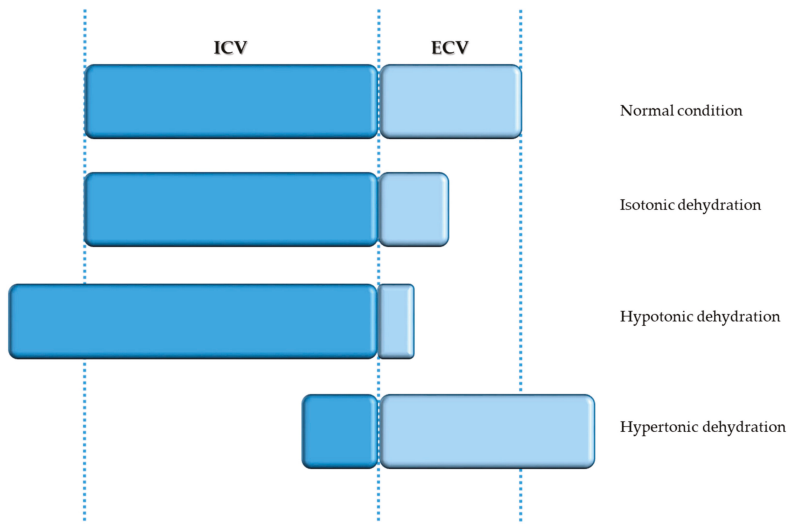 ICV
ECV
Normal condition
Isotonic dehydration
Hypotonic dehydration
Hypertonic dehydration